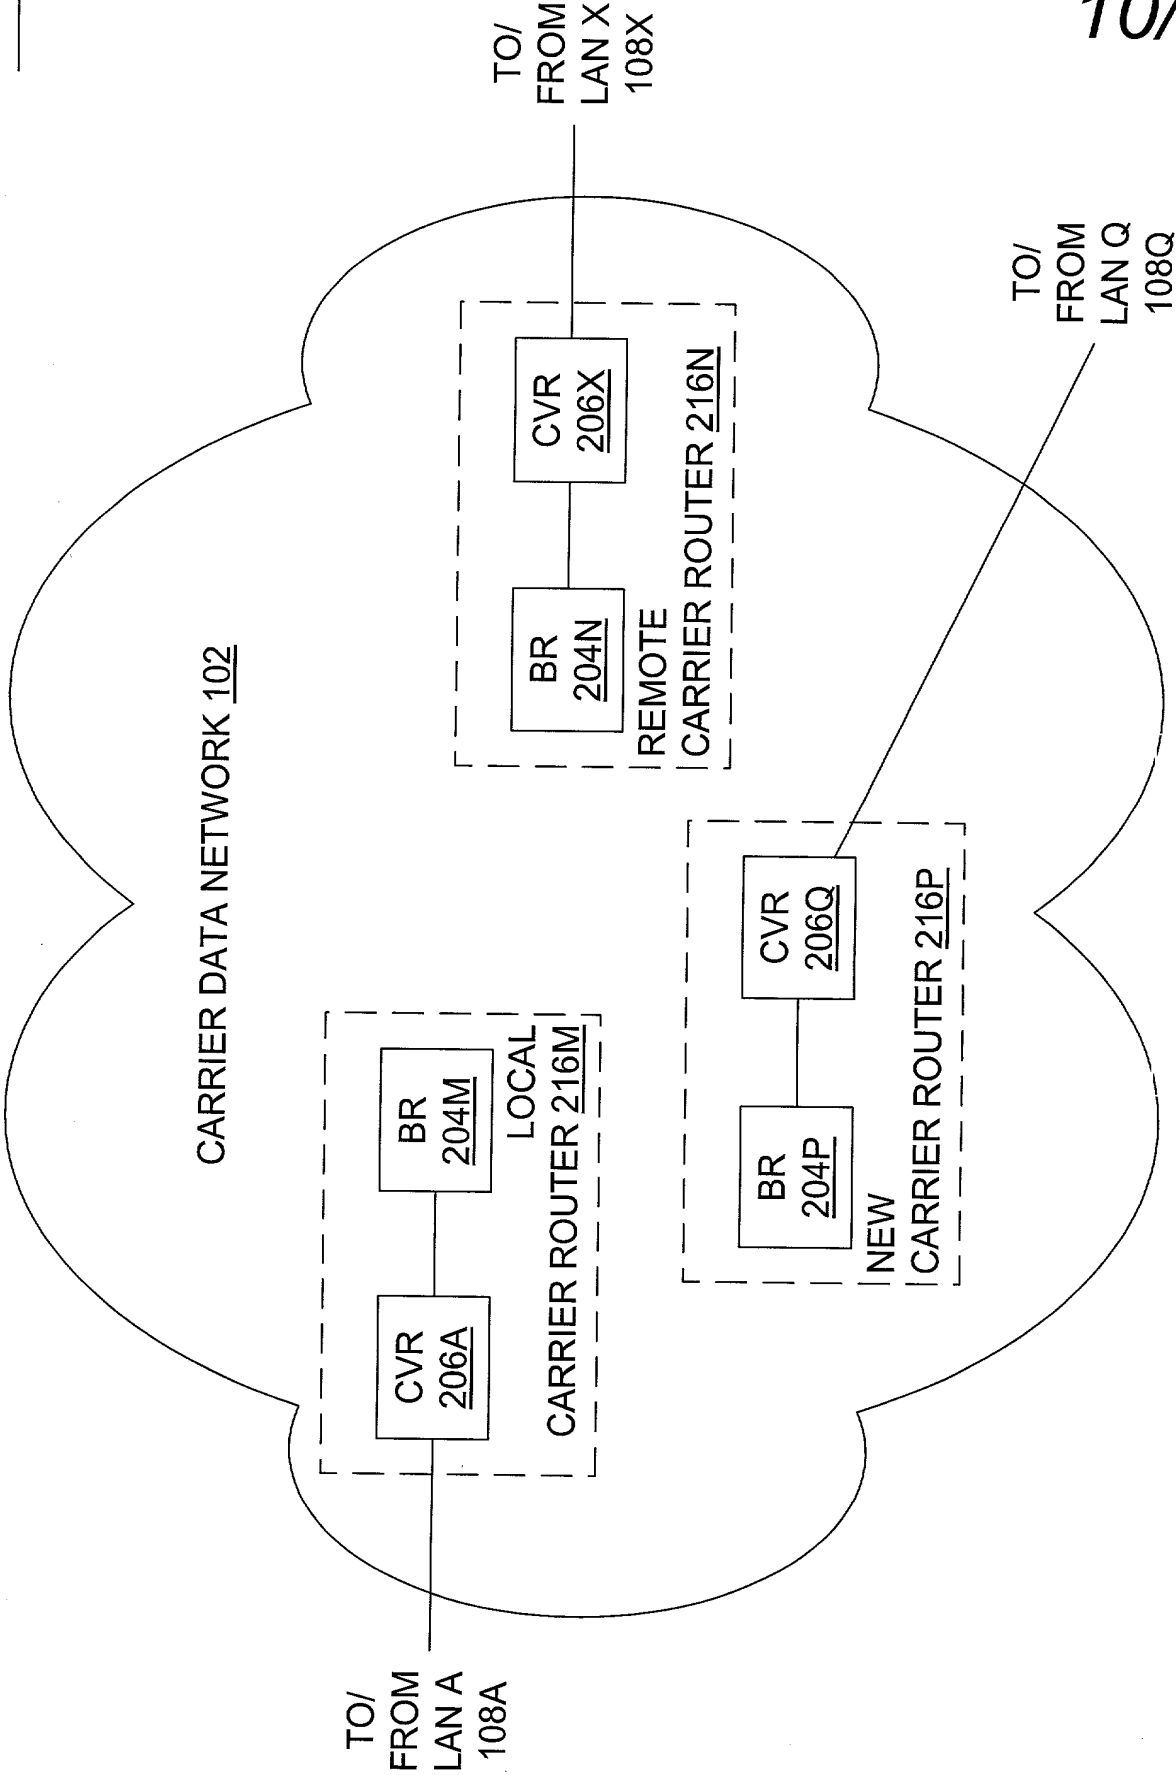 CARRIER DATA NETWORK 102
TO/
FROM
LAN A
108A
CVR
206A
BR
204M
LOCAL
CARRIER ROUTER 216M
BR
204N
CVR
206X
REMOTE
CARRIER ROUTER 216N
TO/
FROM
LAN X
108X
BR
204P
CVR
206Q
NEW
CARRIER ROUTER 216P
TO/
FROM
LAN Q
108Q